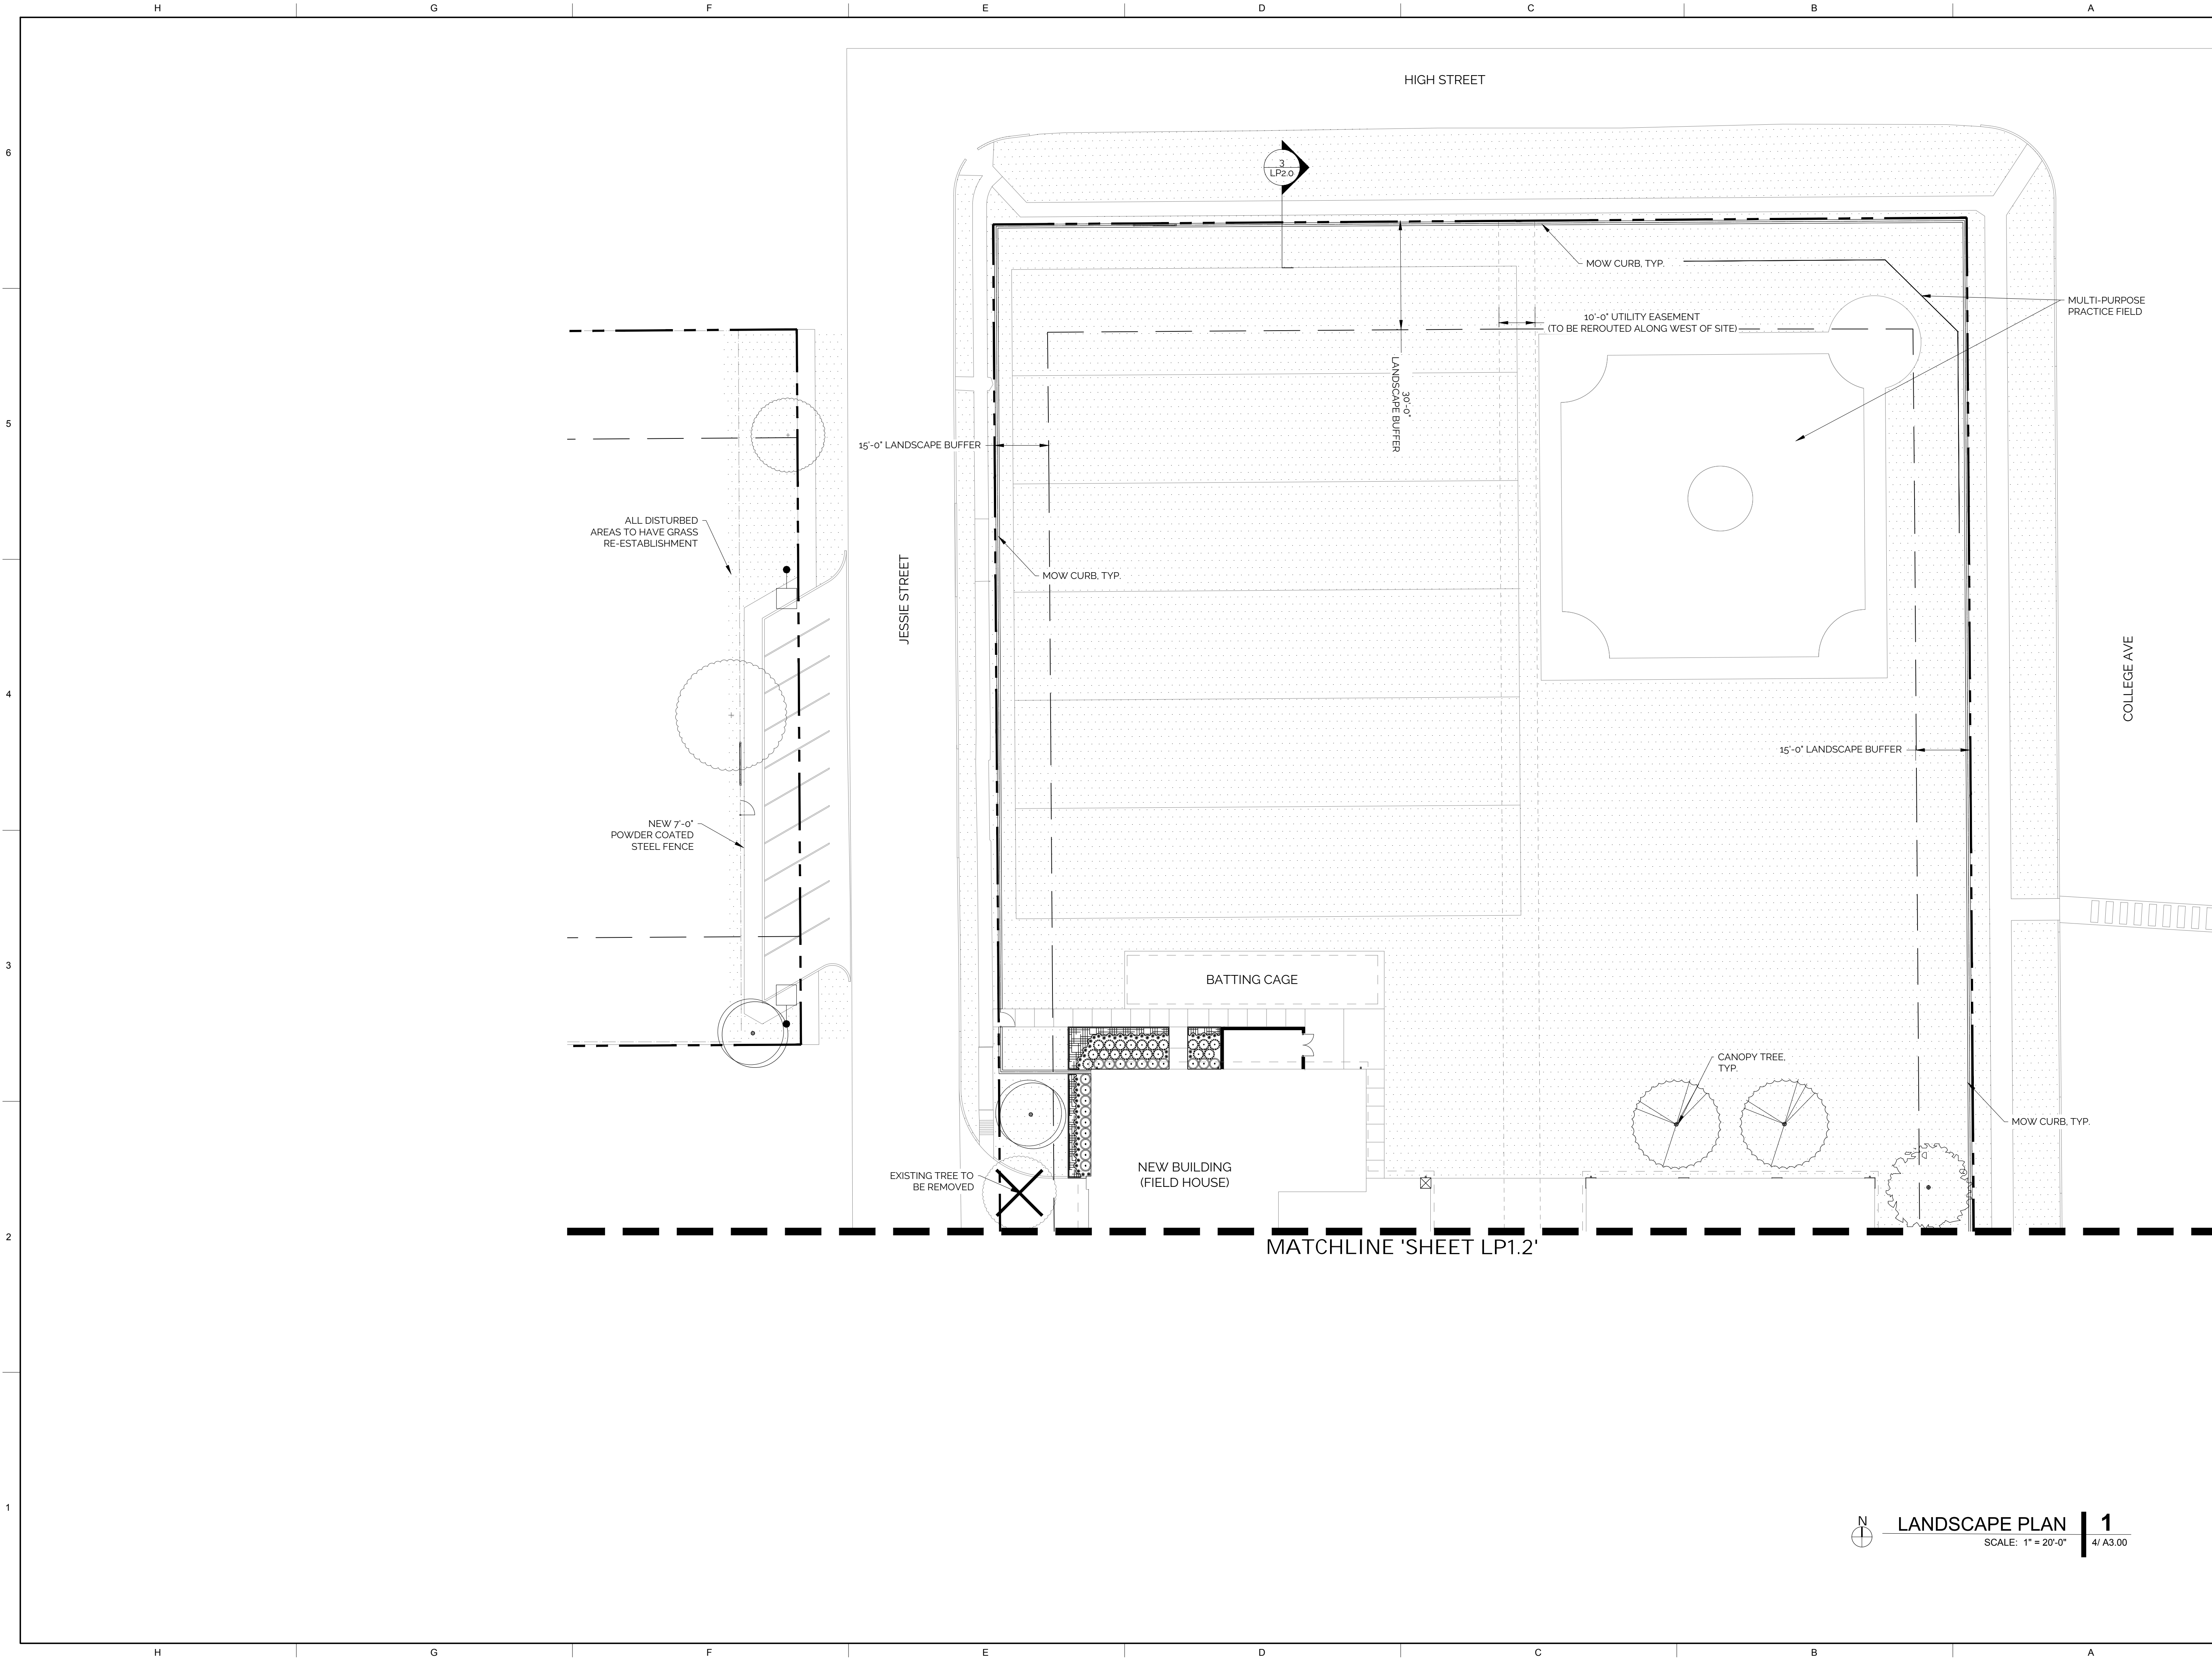 H G F E D C B A
HIGH STREET
6
3
LP2.0
MOW CURB, TYP.
MULTI-PURPOSE
PRACTICE FIELD
10'-0" UTILITY EASEMENT
(TO BE REROUTED ALONG WEST OF SITE)
30'-0"
LANDSCAPE BUFFER
5
15'-0" LANDSCAPE BUFFER
ALL DISTURBED
AREAS TO HAVE GRASS
RE-ESTABLISHMENT
JESSIE STREET
MOW CURB, TYP.
4
COLLEGE AVE
15'-0" LANDSCAPE BUFFER
NEW 7'-0"
POWDER COATED
STEEL FENCE
3
BATTING CAGE
CANOPY TREE,
TYP.
MOW CURB, TYP.
EXISTING TREE TO
BE REMOVED
NEW BUILDING
(FIELD HOUSE)
2
MATCHLINE 'SHEET LP1.2'
1
N
LANDSCAPE PLAN
1
SCALE: 1" = 20'-0"
4/ A3.00
H G F E D C B A